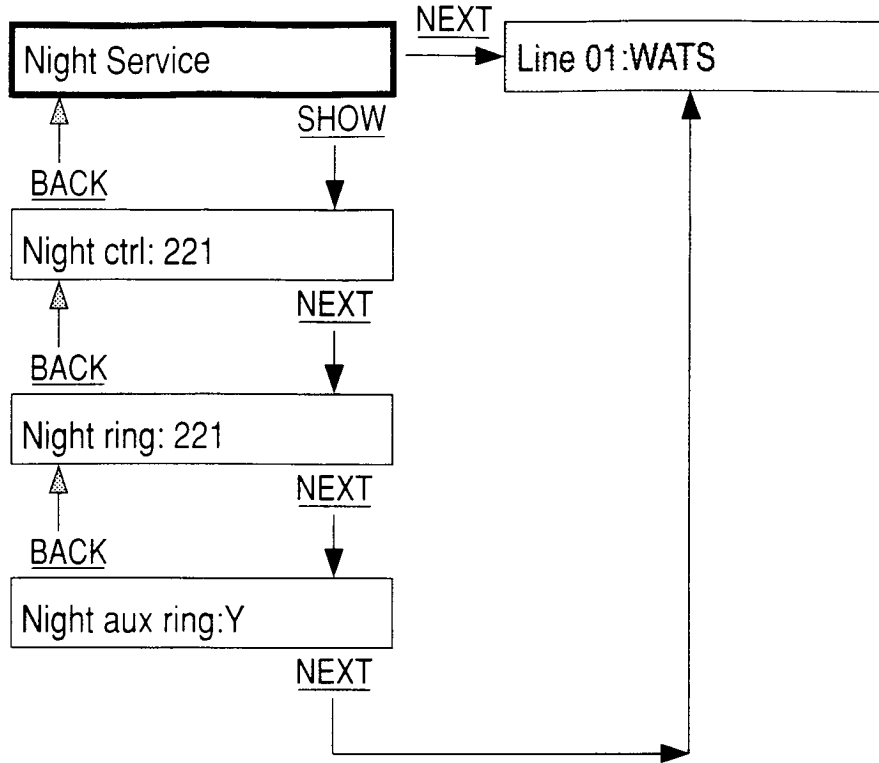 NEXT
Night Service
Line 01:WATS
SHOW
BACK
Night ctrl: 221
NEXT
BACK
Night ring: 221
NEXT
BACK
Night aux ring:Y
NEXT